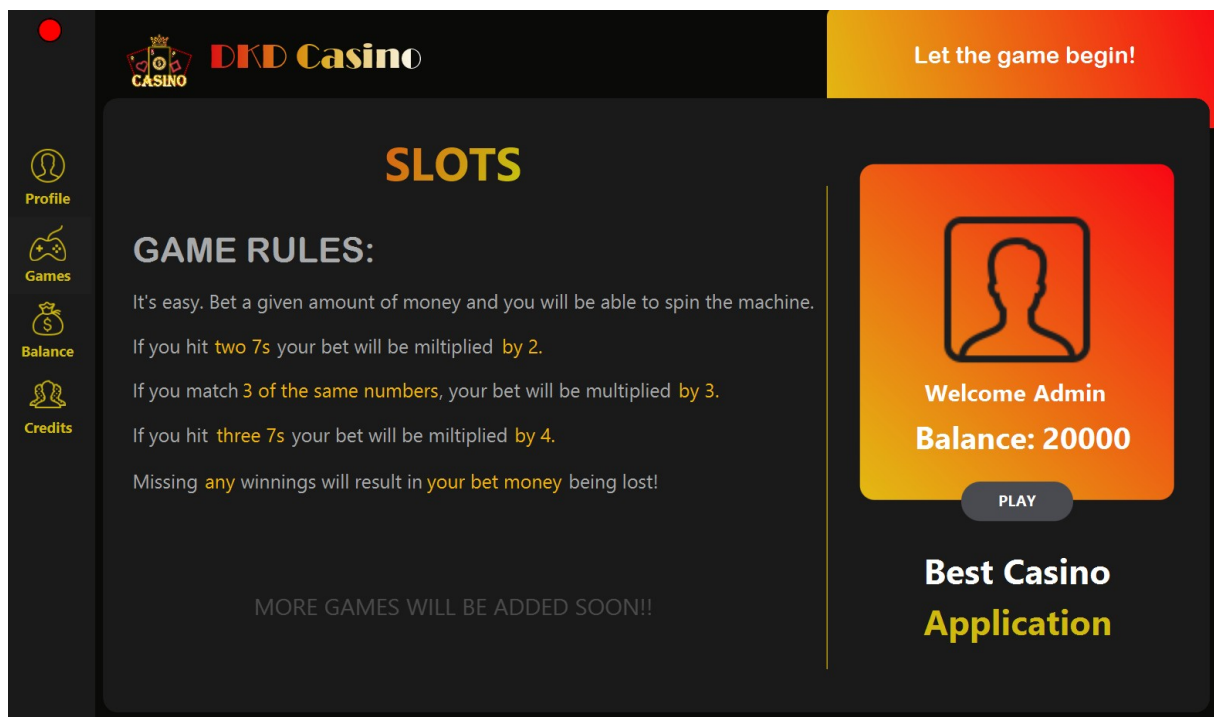 CASINO
DKD Casino
Let the game begin!
Profile
Games
Balance
Credits
SLOTS
GAME RULES:
It's easy. Bet a given amount of money and you will be able to spin the machine.
If you hit two 7s your bet will be miltiplied by 2.
If you match 3 of the same numbers, your bet will be multiplied by 3.
If you hit three 7s your bet will be miltiplied by 4.
Missing any winnings will result in your bet money being lost!
MORE GAMES WILL BE ADDED SOON!!
Welcome Admin
Balance: 20000
PLAY
Best Casino
Application